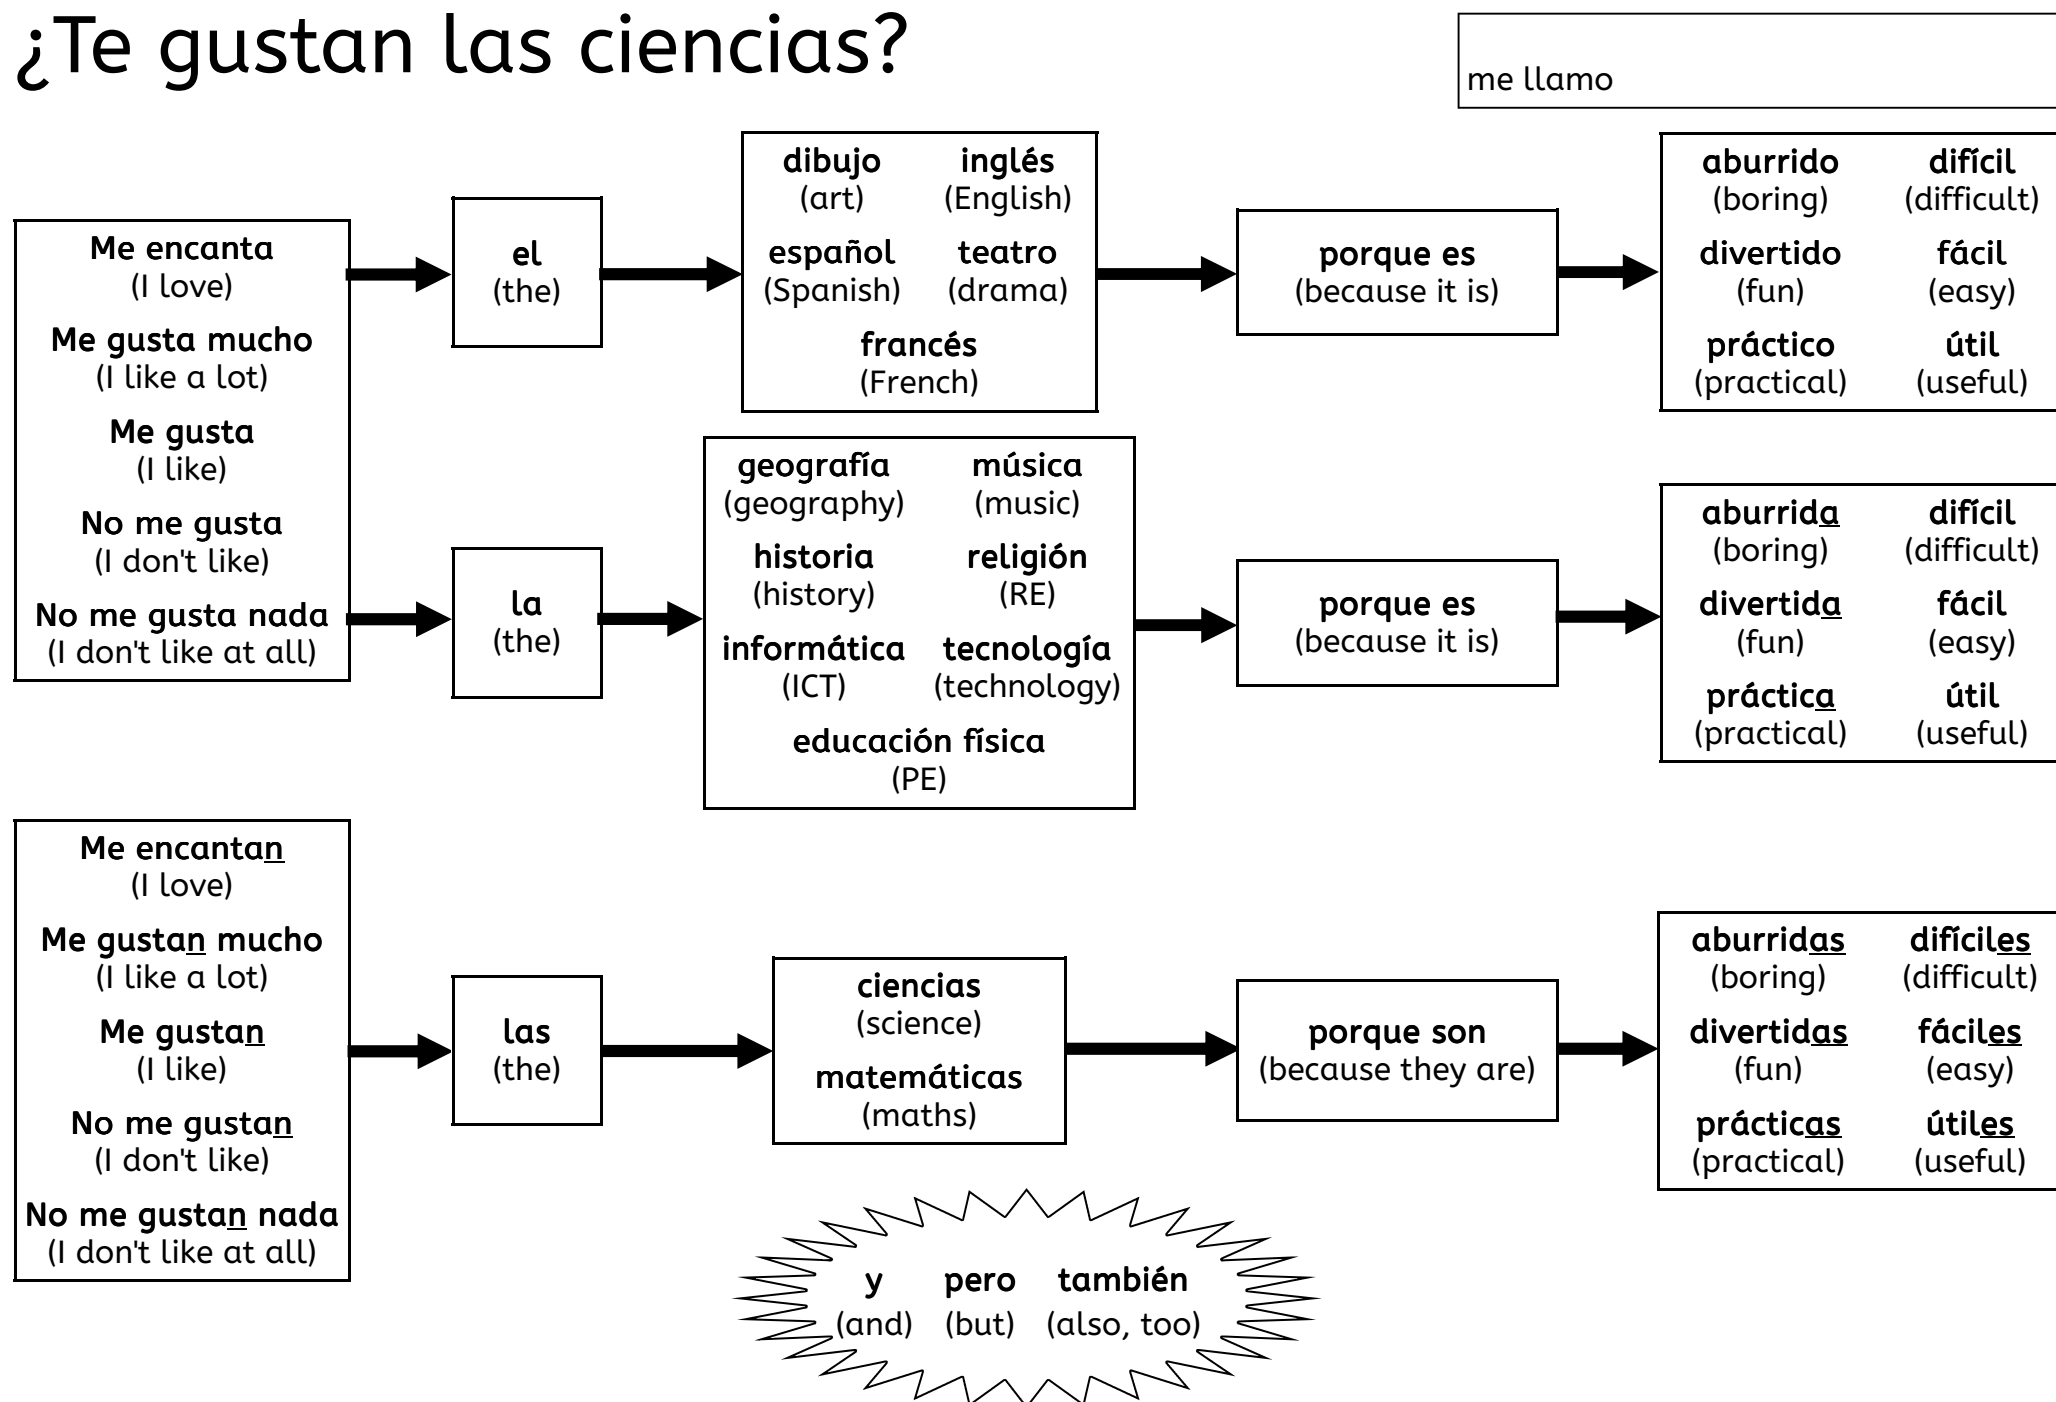 ¿Te gustan las ciencias?
me llamo
Me encanta
(I love)
Me gusta mucho
(I like a lot)
Me gusta
(I like)
No me gusta
(I don't like)
No me gusta nada
(I don't like at all)
el
(the)
dibujo inglés
(art) (English)
español teatro
(Spanish) (drama)
francés
(French)
porque es
(because it is)
aburrido difícil
(boring) (difficult)
divertido fácil
(fun) (easy)
práctico útil
(practical) (useful)
la
(the)
geografía música
(geography) (music)
historia religión
(history) (RE)
informática tecnología
(ICT) (technology)
educación física
(PE)
porque es
(because it is)
aburrida difícil
(boring) (difficult)
divertida fácil
(fun) (easy)
práctica útil
(practical) (useful)
Me encantan
(I love)
Me gustan mucho
(I like a lot)
Me gustan
(I like)
No me gustan
(I don't like)
No me gustan nada
(I don't like at all)
las
(the)
ciencias
(science)
matemáticas
(maths)
porque son
(because they are)
aburridas difíciles
(boring) (difficult)
divertidas fáciles
(fun) (easy)
prácticas útiles
(practical) (useful)
y pero también
(and) (but) (also, too)